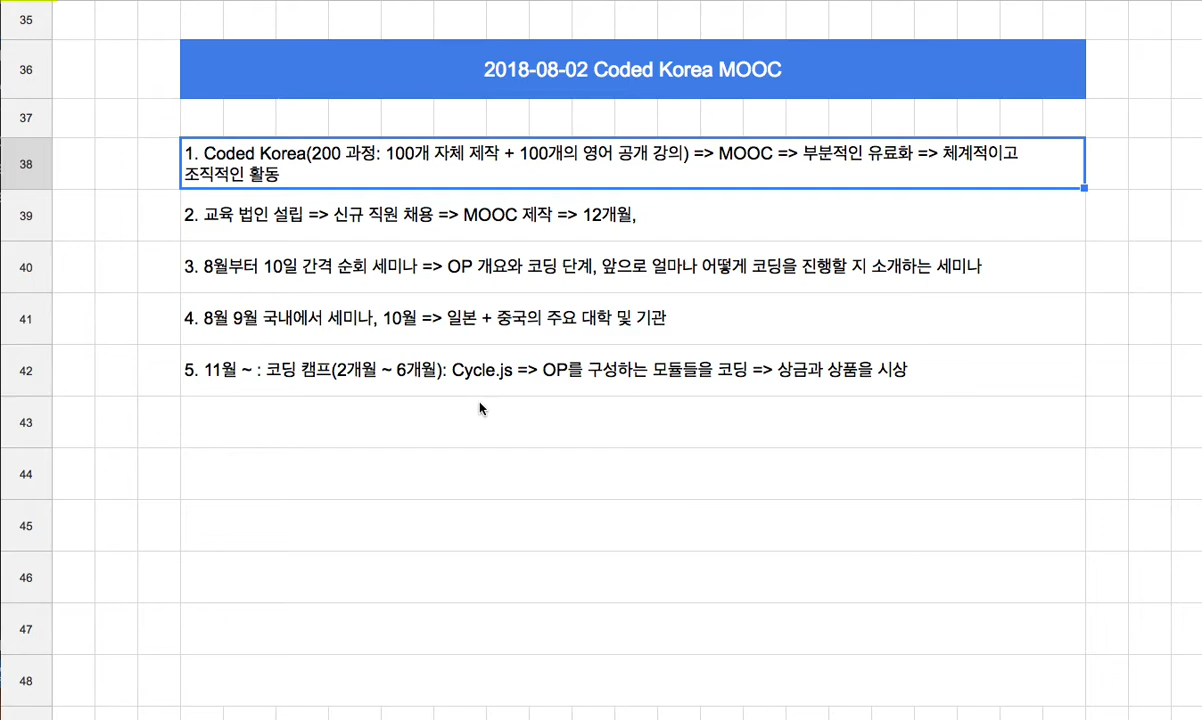 35
36
2018-08-02 Coded Korea MOOC
37
38
1. Coded Korea(200 과정: 100개 자체 제작 + 100개의 영어 공개 강의) => MOOC => 부분적인 유료화 => 체계적이고
조직적인 활동
39
2. 교육 법인 설립 => 신규 직원 채용 => MOOC 제작 => 12개월,
40
3. 8월부터 10일 간격 순회 세미나 => OP 개요와 코딩 단계, 앞으로 얼마나 어떻게 코딩을 진행할 지 소개하는 세미나
41
4. 8월 9월 국내에서 세미나, 10월 => 일본 + 중국의 주요 대학 및 기관
42
5. 11월 ~ : 코딩 캠프(2개월 ~ 6개월): Cycle.js => OP를 구성하는 모듈들을 코딩 => 상금과 상품을 시상
43
44
45
46
47
48